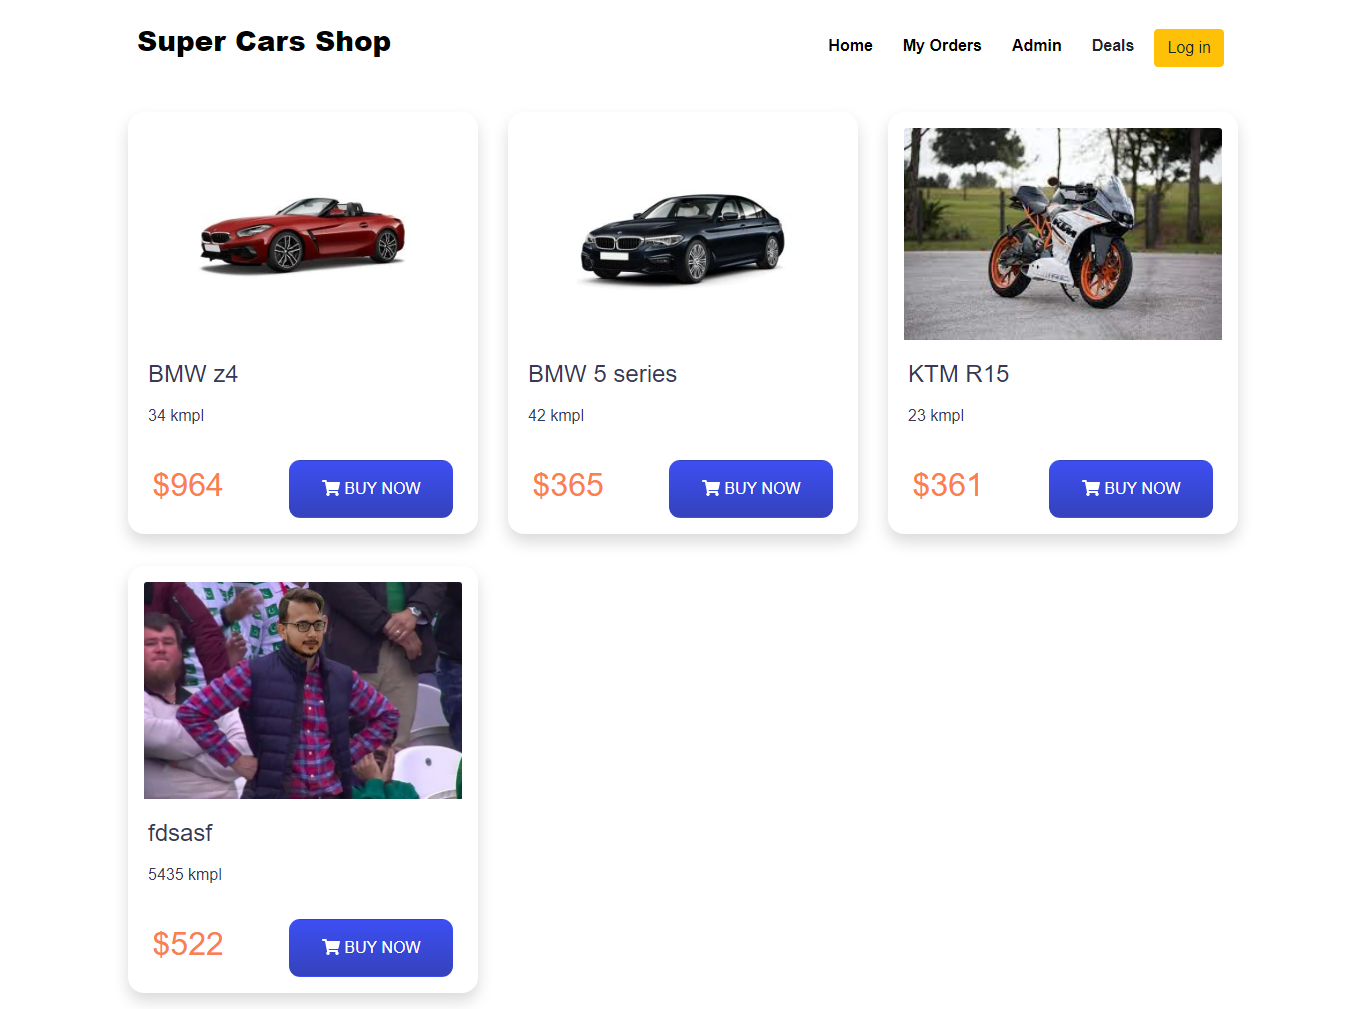 Super Cars Shop
Home My Orders Admin Deals Log in
KTM
BMW z4
34 kmpl
$964 BUY NOW
BMW 5 series
42 kmpl
$365 BUY NOW
KTM R15
23 kmpl
$361 BUY NOW
fdsasf
5435 kmpl
$522 BUY NOW